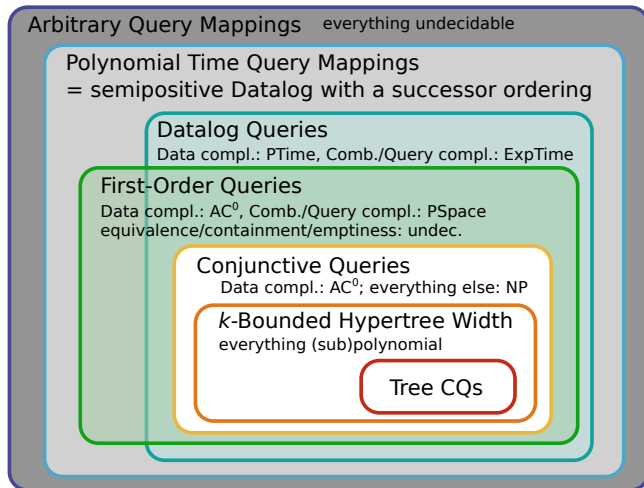 Arbitrary Query Mappings everything undecidable
Polynomial Time Query Mappings
= semipositive Datalog with a successor ordering
Datalog Queries
Data compl.: PTime, Comb./Query compl.: ExpTime
First-Order Queries
Data compl.: AC⁰, Comb./Query compl.: PSpace
equivalence/containment/emptiness: undec.
Conjunctive Queries
Data compl.: AC⁰; everything else: NP
k-Bounded Hypertree Width
everything (sub)polynomial
Tree CQs